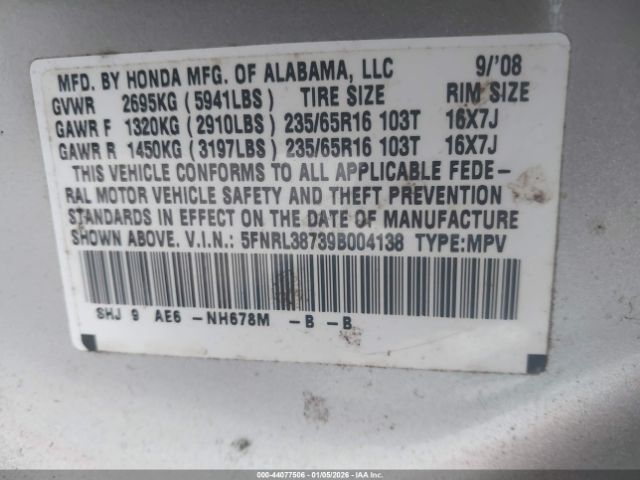 MFD. BY HONDA MFG. OF ALABAMA, LLC 9/'08
GVWR 2695KG (5941LBS) TIRE SIZE RIM SIZE
GAWR F 1320KG (2910LBS) 235/65R16 103T 16X7J
GAWR R 1450KG (3197LBS) 235/65R16 103T 16X7J
THIS VEHICLE CONFORMS TO ALL APPLICABLE FEDE-
RAL MOTOR VEHICLE SAFETY AND THEFT PREVENTION
STANDARDS IN EFFECT ON THE DATE OF MANUFACTURE
SHOWN ABOVE. V.I.N.: 5FNRL38739B004138 TYPE:MPV
SHJ 9 AE6 -NH678M -B -B
000-44077506 - 01/05/2026 - IAAI.COM